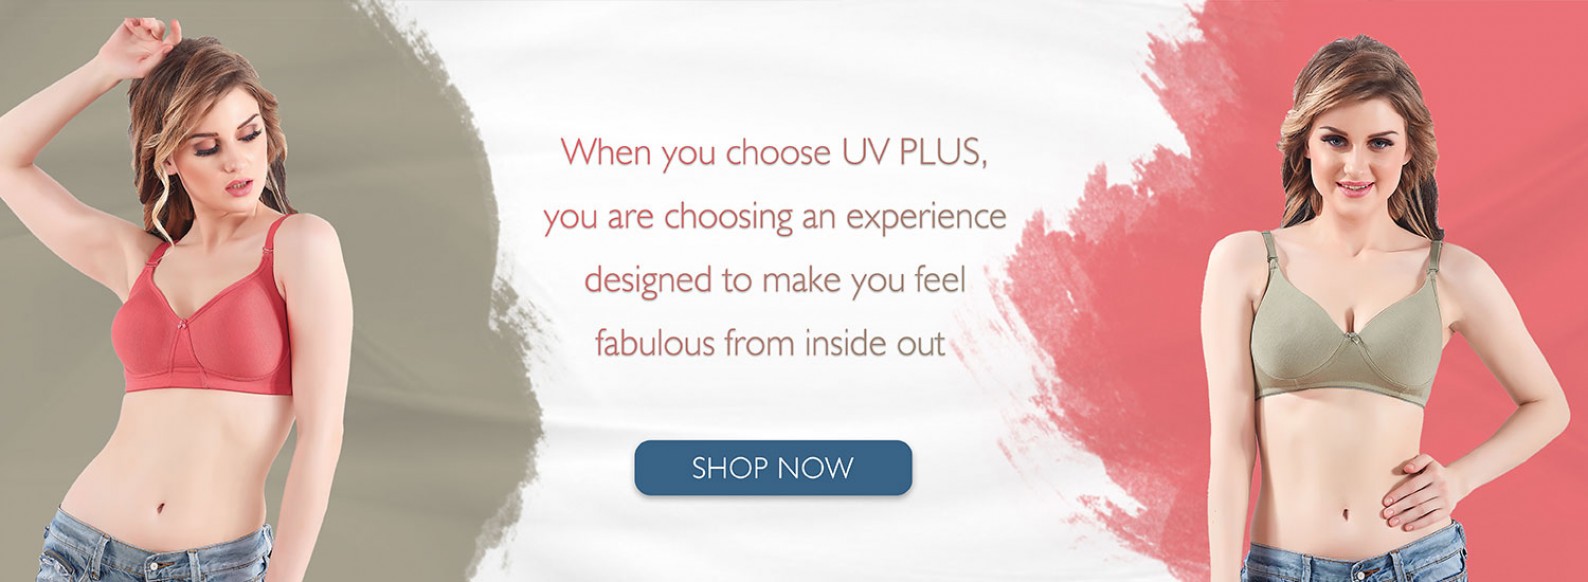 When you choose UV PLUS,
you are choosing an experience
designed to make you feel
fabulous from inside out
SHOP NOW